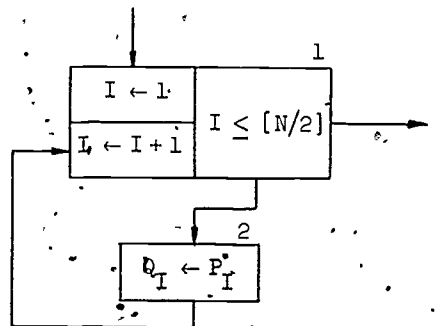 1
I ← 1
I ← I + 1
I ≤ [N/2]
2
Q_I ← P_I